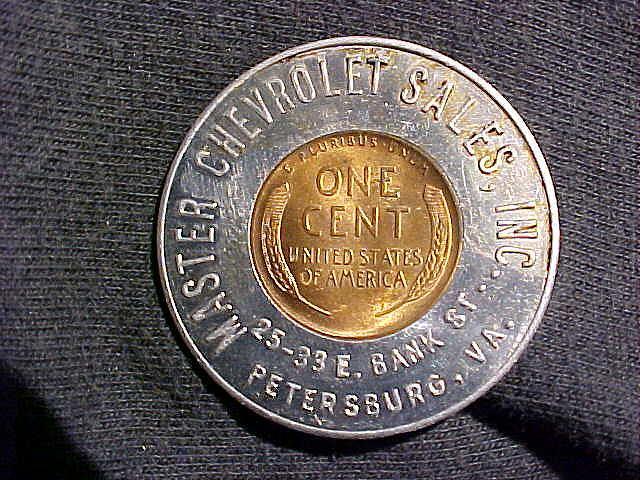 MASTER CHEVROLET SALES, INC.
25-33 E. BANK ST..
PETERSBURG, VA.
E PLURIBUS UNUM
ONE
CENT
UNITED STATES
OF AMERICA